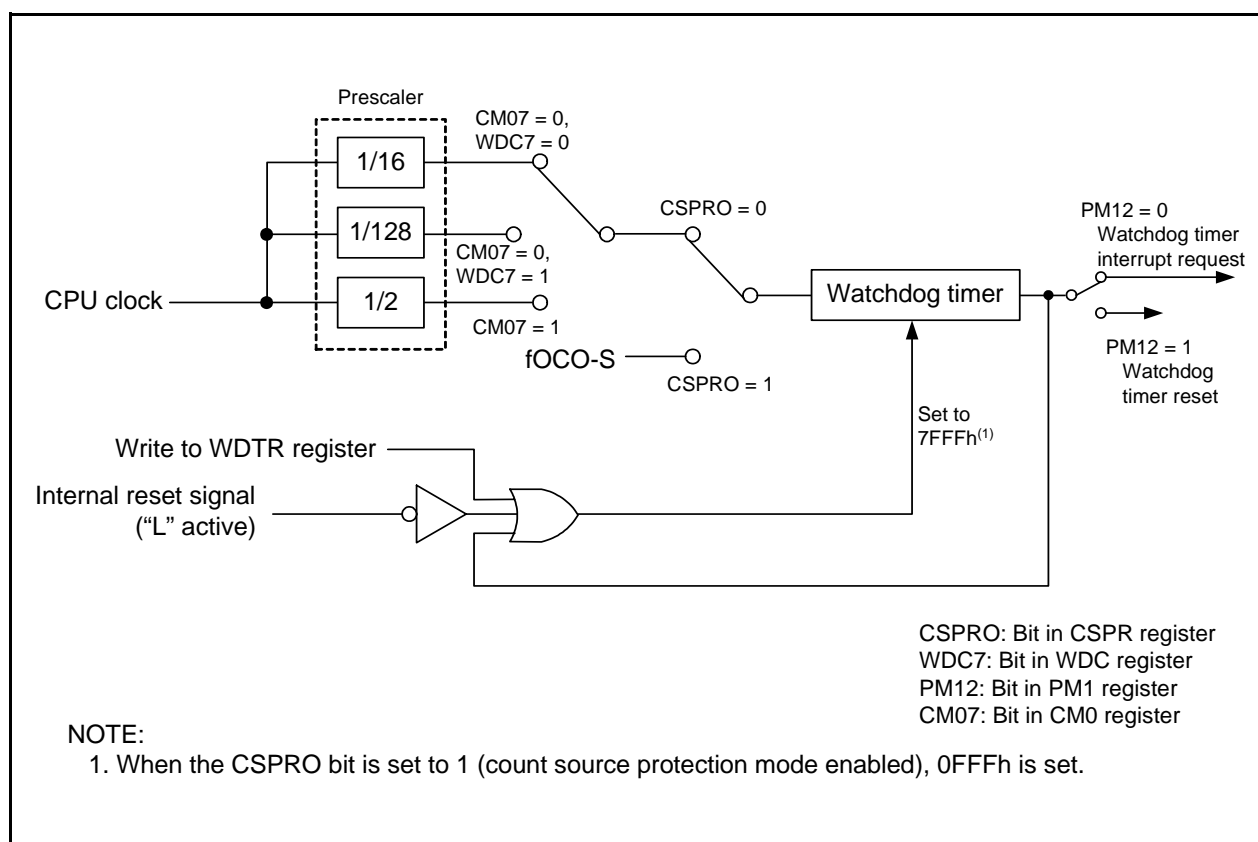 Prescaler
CM07 = 0,
WDC7 = 0
1/16
1/128
1/2
CM07 = 0,
WDC7 = 1
CM07 = 1
CPU clock
CSPRO = 0
fOCO-S
CSPRO = 1
Watchdog timer
PM12 = 0
Watchdog timer
interrupt request
PM12 = 1
Watchdog
timer reset
Set to
7FFFh(1)
Write to WDTR register
Internal reset signal
(“L” active)
CSPRO: Bit in CSPR register
WDC7: Bit in WDC register
PM12: Bit in PM1 register
CM07: Bit in CM0 register
NOTE:
1. When the CSPRO bit is set to 1 (count source protection mode enabled), 0FFFh is set.